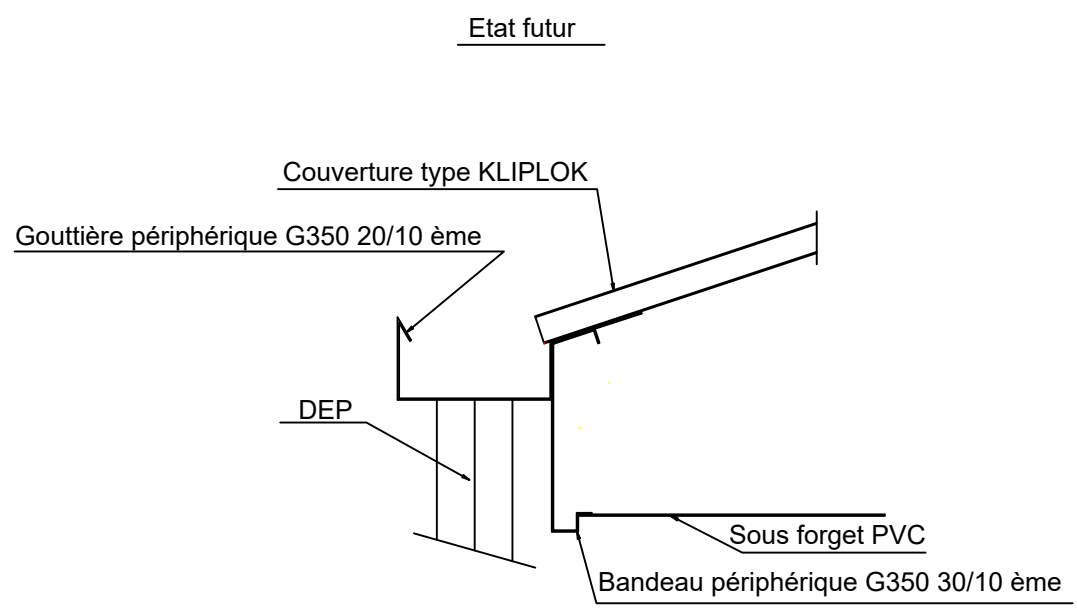 Etat futur
Couverture type KLIPLOK
Gouttière périphérique G350 20/10 ème
DEP
Sous forget PVC
Bandeau périphérique G350 30/10 ème